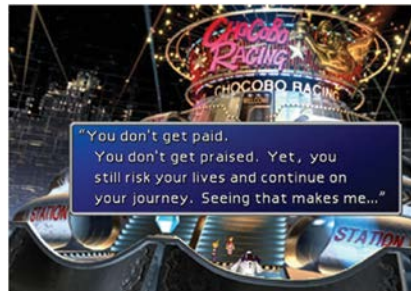 CHOCOBO
RACING
CHOCOBO RACING
WELCOME
"You don't get paid.
You don't get praised. Yet, you
still risk your lives and continue on
your journey. Seeing that makes me..."
STATION
STATION